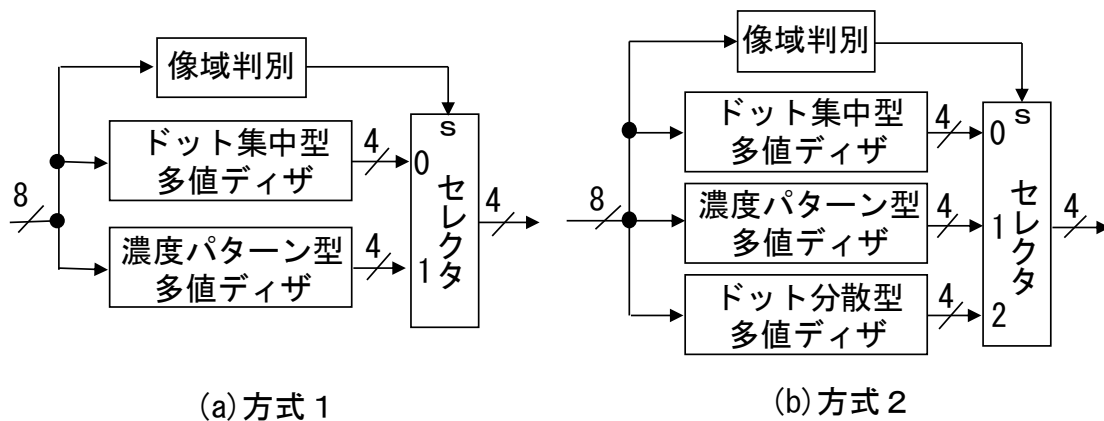 像域判別
ドット集中型
多値ディザ
濃度パターン型
多値ディザ
8
4
4
s
0
セレクタ
1
4
(a)方式１
像域判別
ドット集中型
多値ディザ
濃度パターン型
多値ディザ
ドット分散型
多値ディザ
8
4
4
4
s
0
セレクタ
1
2
4
(b)方式２